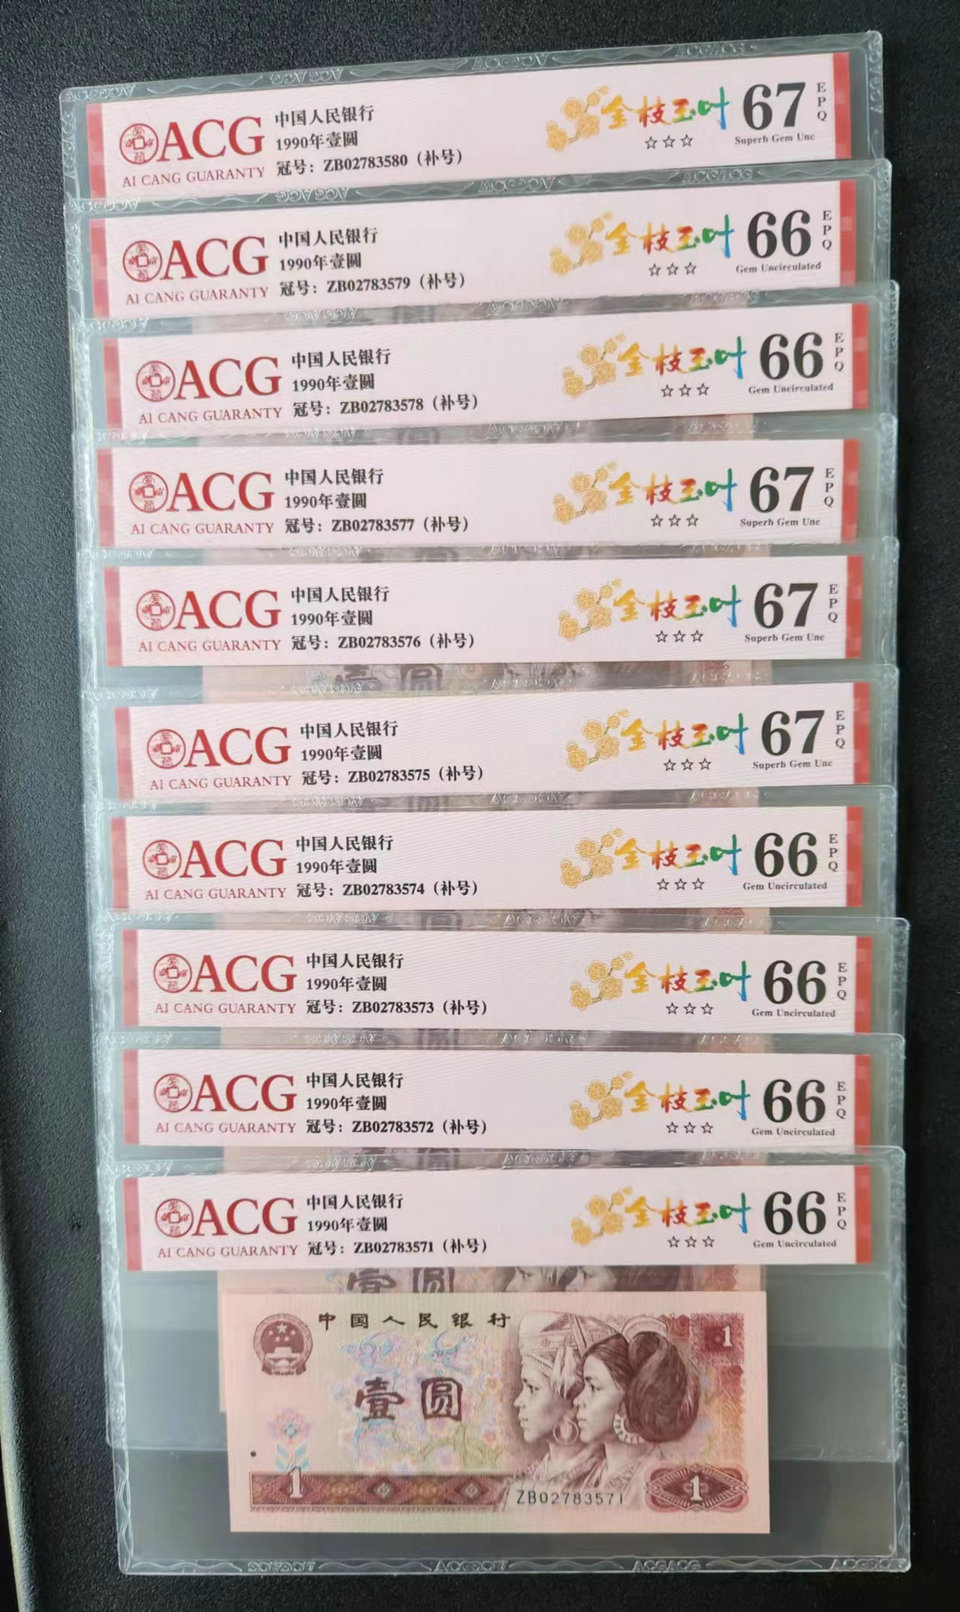 ACG
AI CANG GUARANTY
中国人民银行
1990年壹圆
冠号：ZB02783580（补号）
金枝玉叶
☆☆☆
67
EPQ
Superb Gem Unc
ACG
AI CANG GUARANTY
中国人民银行
1990年壹圆
冠号：ZB02783579（补号）
金枝玉叶
☆☆☆
66
EPQ
Gem Uncirculated
ACG
AI CANG GUARANTY
中国人民银行
1990年壹圆
冠号：ZB02783578（补号）
金枝玉叶
☆☆☆
66
EPQ
Gem Uncirculated
ACG
AI CANG GUARANTY
中国人民银行
1990年壹圆
冠号：ZB02783577（补号）
金枝玉叶
☆☆☆
67
EPQ
Superb Gem Unc
ACG
AI CANG GUARANTY
中国人民银行
1990年壹圆
冠号：ZB02783576（补号）
金枝玉叶
☆☆☆
67
EPQ
Superb Gem Unc
壹圆
ACG
AI CANG GUARANTY
中国人民银行
1990年壹圆
冠号：ZB02783575（补号）
金枝玉叶
☆☆☆
67
EPQ
Superb Gem Unc
ACG
AI CANG GUARANTY
中国人民银行
1990年壹圆
冠号：ZB02783574（补号）
金枝玉叶
☆☆☆
66
EPQ
Gem Uncirculated
ACG
AI CANG GUARANTY
中国人民银行
1990年壹圆
冠号：ZB02783573（补号）
金枝玉叶
☆☆☆
66
EPQ
Gem Uncirculated
ACG
AI CANG GUARANTY
中国人民银行
1990年壹圆
冠号：ZB02783572（补号）
金枝玉叶
☆☆☆
66
EPQ
Gem Uncirculated
ACG
AI CANG GUARANTY
中国人民银行
1990年壹圆
冠号：ZB02783571（补号）
金枝玉叶
☆☆☆
66
EPQ
Gem Uncirculated
壹圆
中国人民银行
1
壹圆
1
ZB02783571
1